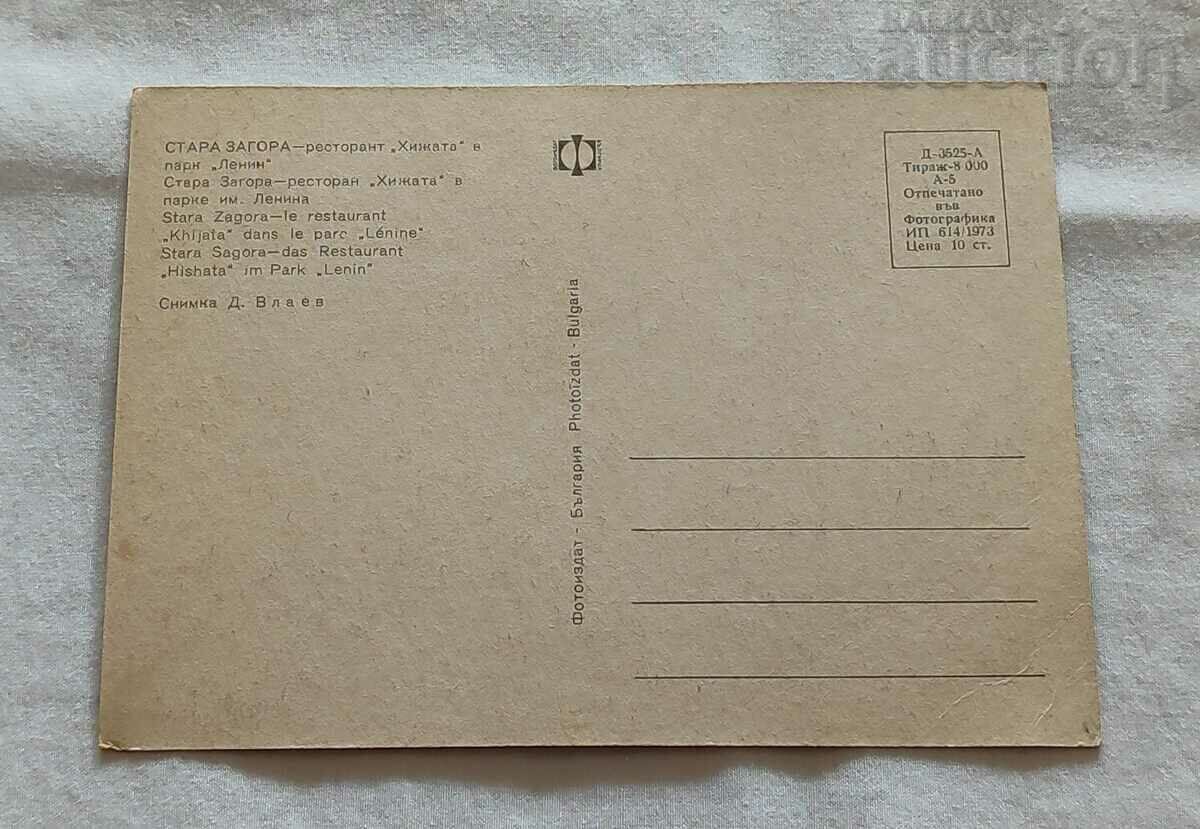 СТАРА ЗАГОРА—ресторант „Хижата" в
парк „Ленин"
Стара Загора—ресторан „Хижата" в
парке им. Ленина
Stara Zagora—le restaurant
„Khijata" dans le parc „Lénine"
Stara Sagora—das Restaurant
„Hishata" im Park „Lenin"
Снимка Д. Влаев
Фотоиздат - България Photoizdat - Bulgaria
Д-3525-А
Тираж-8 000
А-5
Отпечатано
във
Фотографика
ИП 614/1973
Цена 10 ст.
auction